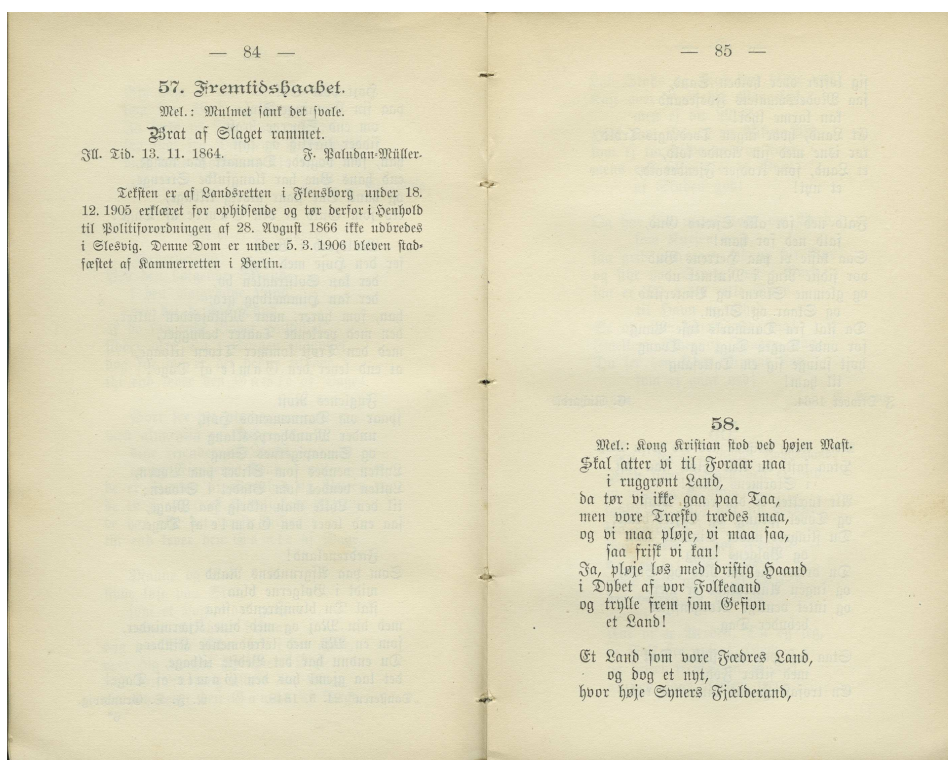 — 84 —
57. Fremtidshaabet.
Mel.: Mulmet sank det svale.
Brat af Slaget rammet.
Ill. Tid. 13. 11. 1864. F. Paludan-Müller.
Teksten er af Landsretten i Flensborg under 18.
12. 1905 erklæret for ophidsende og tør derfor i Henhold
til Politiforordningen af 28. Avgust 1866 ikke udbredes
i Slesvig. Denne Dom er under 5. 3. 1906 bleven stad-
fæstet af Kammerretten i Berlin.
— 85 —
58.
Mel.: Kong Kristian stod ved højen Mast.
Skal atter vi til Foraar naa
i ruggrønt Land,
da tør vi ikke gaa paa Taa,
men vore Træsko trædes maa,
og vi maa pløje, vi maa saa,
saa frisk vi kan!
Ja, pløje løs med dristig Haand
i Dybet af vor Folkeaand
og trylle frem som Gefion
et Land!
Et Land som vore Fædres Land,
og dog et nyt,
hvor høje Syners Fjælderand,